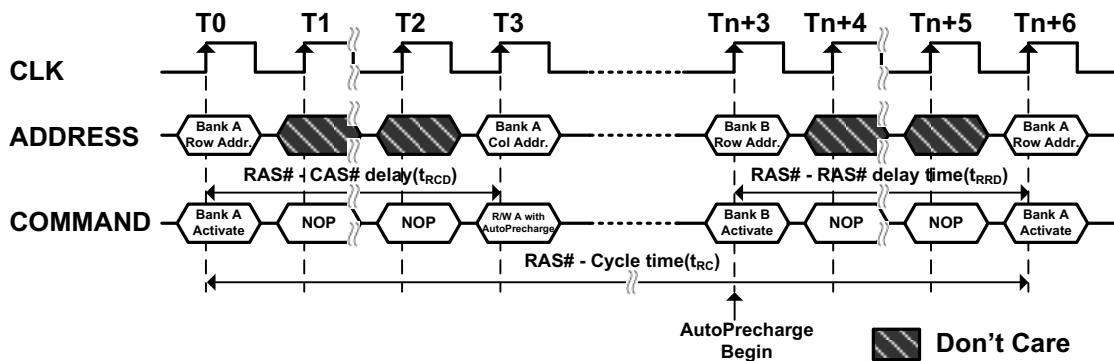 T0 T1 T2 T3 Tn+3 Tn+4 Tn+5 Tn+6
CLK
ADDRESS
Bank A
Row Addr.
Bank A
Col Addr.
Bank B
Row Addr.
Bank A
Row Addr.
RAS# - CAS# delay(tRCD)
RAS# - RAS# delay time(tRRD)
COMMAND
Bank A
Activate
NOP
NOP
R/W A with
AutoPrecharge
Bank B
Activate
NOP
NOP
Bank A
Activate
RAS# - Cycle time(tRC)
AutoPrecharge
Begin
Don't Care